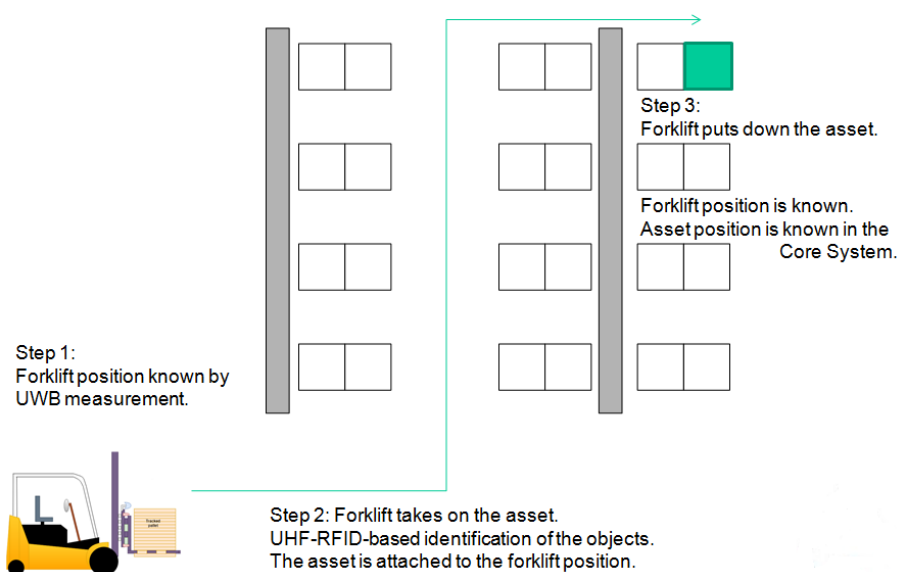 Step 3:
Forklift puts down the asset.
Forklift position is known.
Asset position is known in the
Core System.
Step 1:
Forklift position known by
UWB measurement.
Tracked
pallet
Step 2: Forklift takes on the asset.
UHF-RFID-based identification of the objects.
The asset is attached to the forklift position.